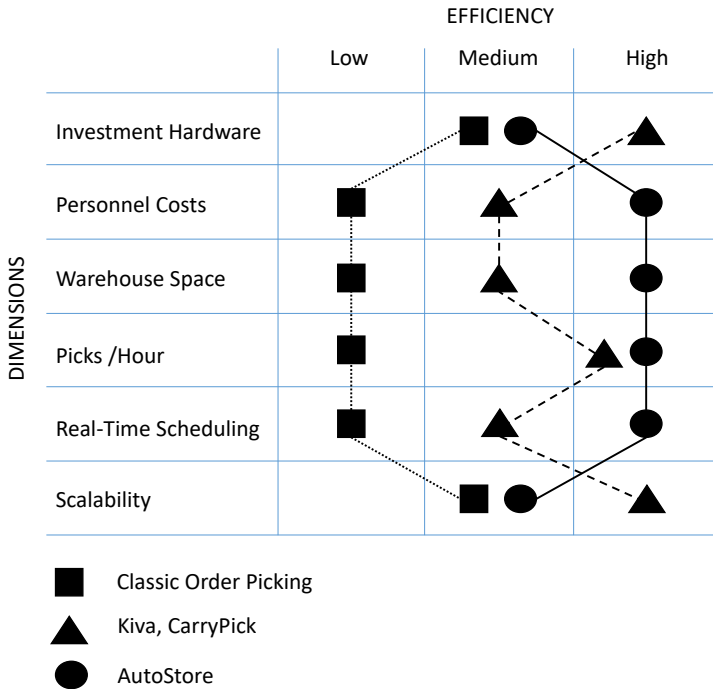 EFFICIENCY
Low Medium High
Investment Hardware
Personnel Costs
Warehouse Space
Picks /Hour
Real-Time Scheduling
Scalability
DIMENSIONS
Classic Order Picking
Kiva, CarryPick
AutoStore